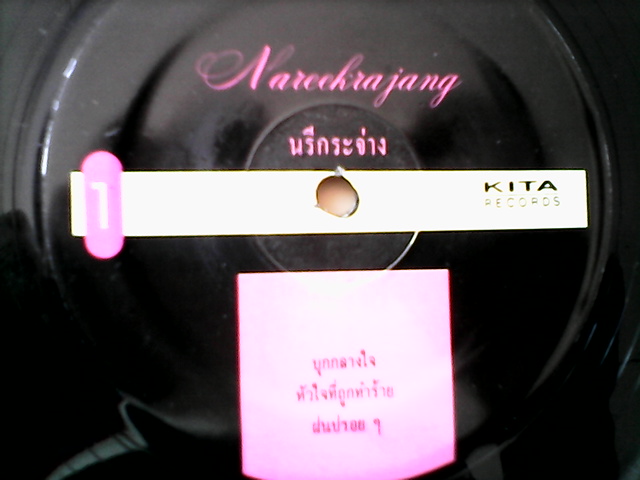 Nareekrajang
นรีกระจ่าง
1
KITA
RECORDS
บุกกลางใจ
หัวใจที่ถูกทำร้าย
ฝนปรอย ๆ